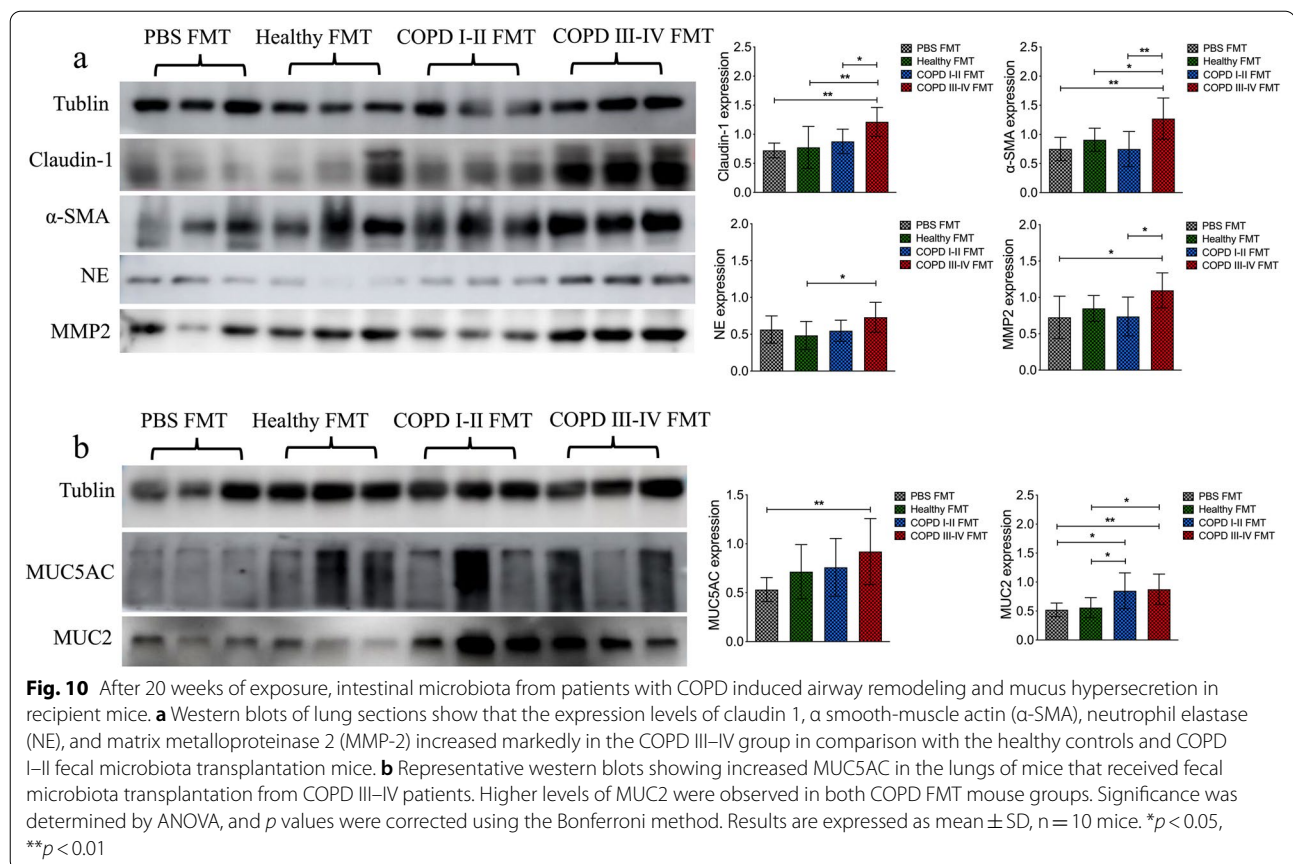 PBS FMT Healthy FMT COPD I-II FMT COPD III-IV FMT
a
Tublin
Claudin-1
α-SMA
NE
MMP2
Claudin-1 expression
2.5
2.0
1.5
1.0
0.5
0.0
**
**
*
PBS FMT
Healthy FMT
COPD I-II FMT
COPD III-IV FMT
α-SMA expression
2.5
2.0
1.5
1.0
0.5
0.0
**
*
**
PBS FMT
Healthy FMT
COPD I-II FMT
COPD III-IV FMT
NE expression
2.0
1.5
1.0
0.5
0.0
*
PBS FMT
Healthy FMT
COPD I-II FMT
COPD III-IV FMT
MMP2 expression
2.0
1.5
1.0
0.5
0.0
*
*
PBS FMT
Healthy FMT
COPD I-II FMT
COPD III-IV FMT
PBS FMT Healthy FMT COPD I-II FMT COPD III-IV FMT
b
Tublin
MUC5AC
MUC2
MUC5AC expression
1.5
1.0
0.5
0.0
**
PBS FMT
Healthy FMT
COPD I-II FMT
COPD III-IV FMT
MUC2 expression
2.5
2.0
1.5
1.0
0.5
0.0
*
**
*
*
PBS FMT
Healthy FMT
COPD I-II FMT
COPD III-IV FMT
Fig. 10 After 20 weeks of exposure, intestinal microbiota from patients with COPD induced airway remodeling and mucus hypersecretion in
recipient mice. a Western blots of lung sections show that the expression levels of claudin 1, α smooth-muscle actin (α-SMA), neutrophil elastase
(NE), and matrix metalloproteinase 2 (MMP-2) increased markedly in the COPD III–IV group in comparison with the healthy controls and COPD
I–II fecal microbiota transplantation mice. b Representative western blots showing increased MUC5AC in the lungs of mice that received fecal
microbiota transplantation from COPD III–IV patients. Higher levels of MUC2 were observed in both COPD FMT mouse groups. Significance was
determined by ANOVA, and p values were corrected using the Bonferroni method. Results are expressed as mean ± SD, n = 10 mice. *p < 0.05,
**p < 0.01